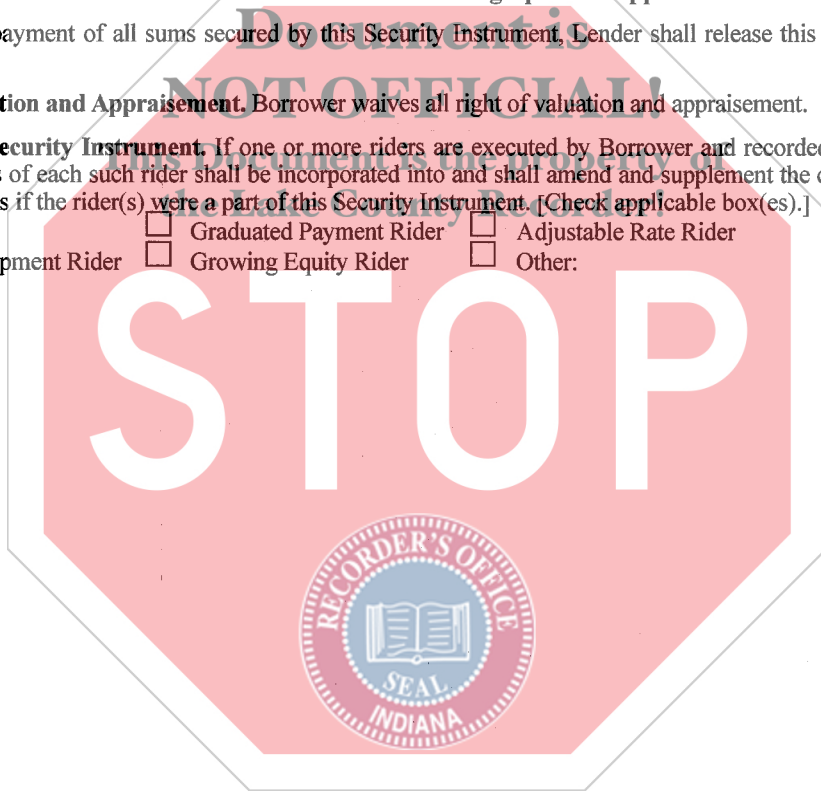 Document is
payment of all sums secured by this Security Instrument, Lender shall release this
NOT OFFICIAL!
tion and Appraisement. Borrower waives all right of valuation and appraisement.
ecurity Instrument. If one or more riders are executed by Borrower and recorded
This Document is the property of
s of each such rider shall be incorporated into and shall amend and supplement the
the Lake County Recorder!
s if the rider(s) were a part of this Security Instrument. [Check applicable box(es).]
Graduated Payment Rider Adjustable Rate Rider
pment Rider Growing Equity Rider Other:
STOP
RECORDER'S OFFICE
SEAL
INDIANA